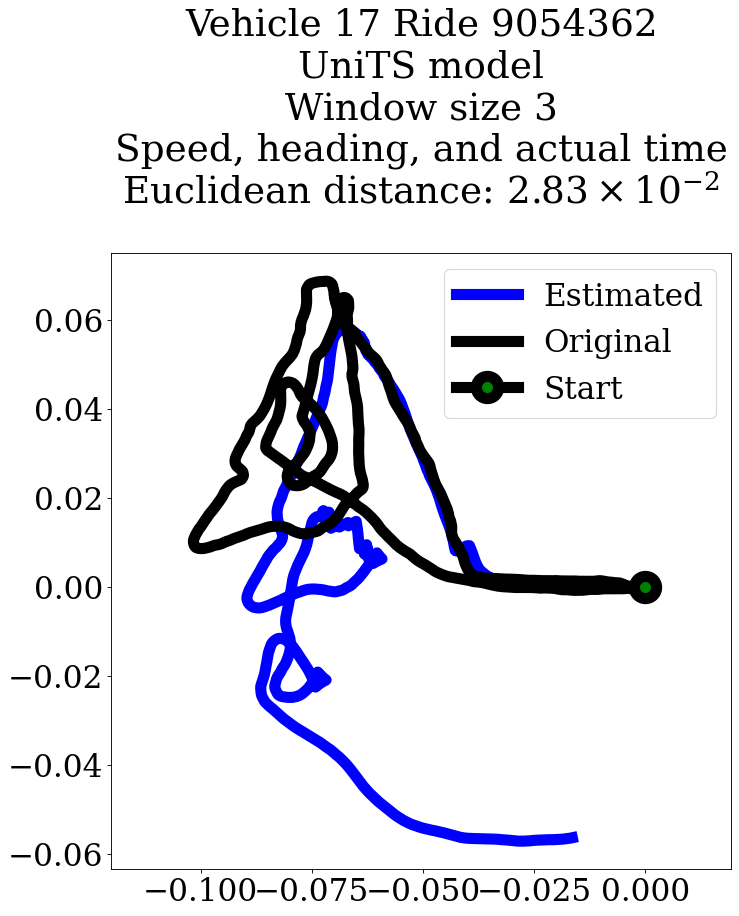 Vehicle 17 Ride 9054362
UniTS model
Window size 3
Speed, heading, and actual time
Euclidean distance: 2.83 × 10⁻²
Estimated
Original
Start
0.06
0.04
0.02
0.00
−0.02
−0.04
−0.06
−0.100 −0.075 −0.050 −0.025 0.000